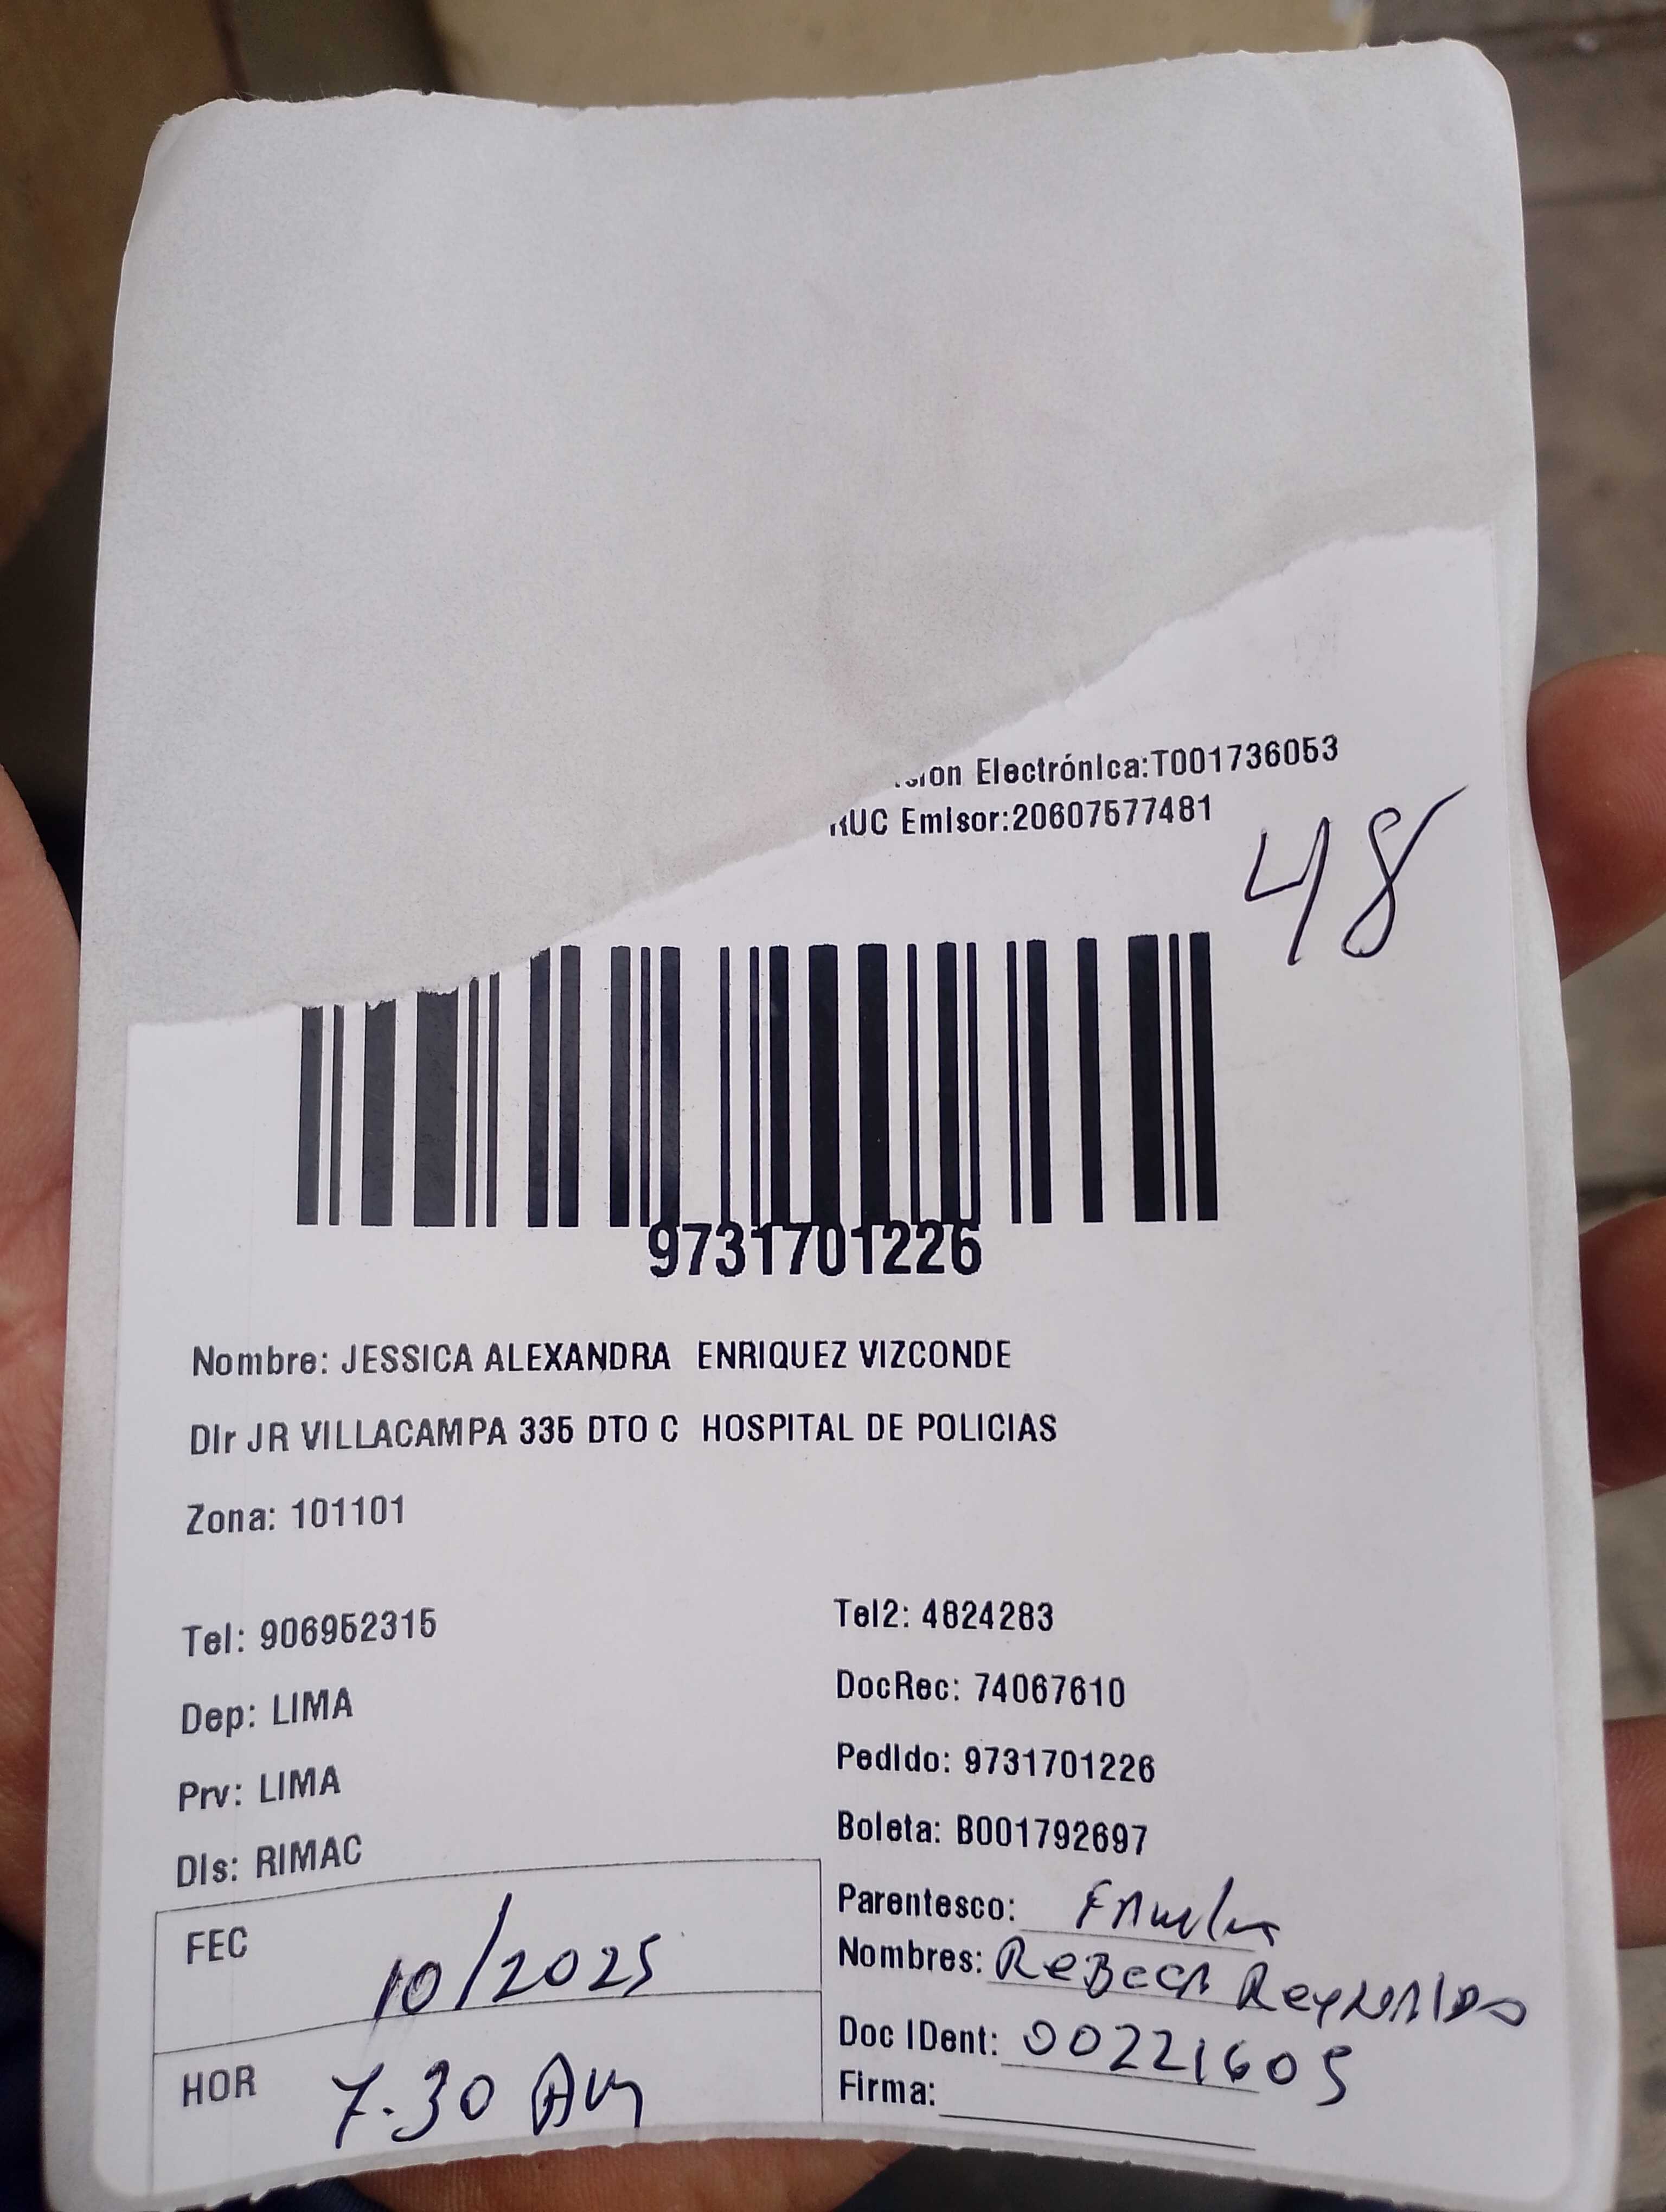 sion Electrónica:T001736053
RUC Emisor:20607577481
48
9731701226
Nombre: JESSICA ALEXANDRA ENRIQUEZ VIZCONDE
Dir JR VILLACAMPA 335 DTO C HOSPITAL DE POLICIAS
Zona: 101101
Tel: 906952315
Tel2: 4824283
Dep: LIMA
DocRec: 74067610
Prv: LIMA
Pedido: 9731701226
Dis: RIMAC
Boleta: B001792697
FEC 10/2025
Parentesco:
Nombres: Rebeca Reynaldo
HOR 7.30 AM
Doc IDent: 00221605
Firma: